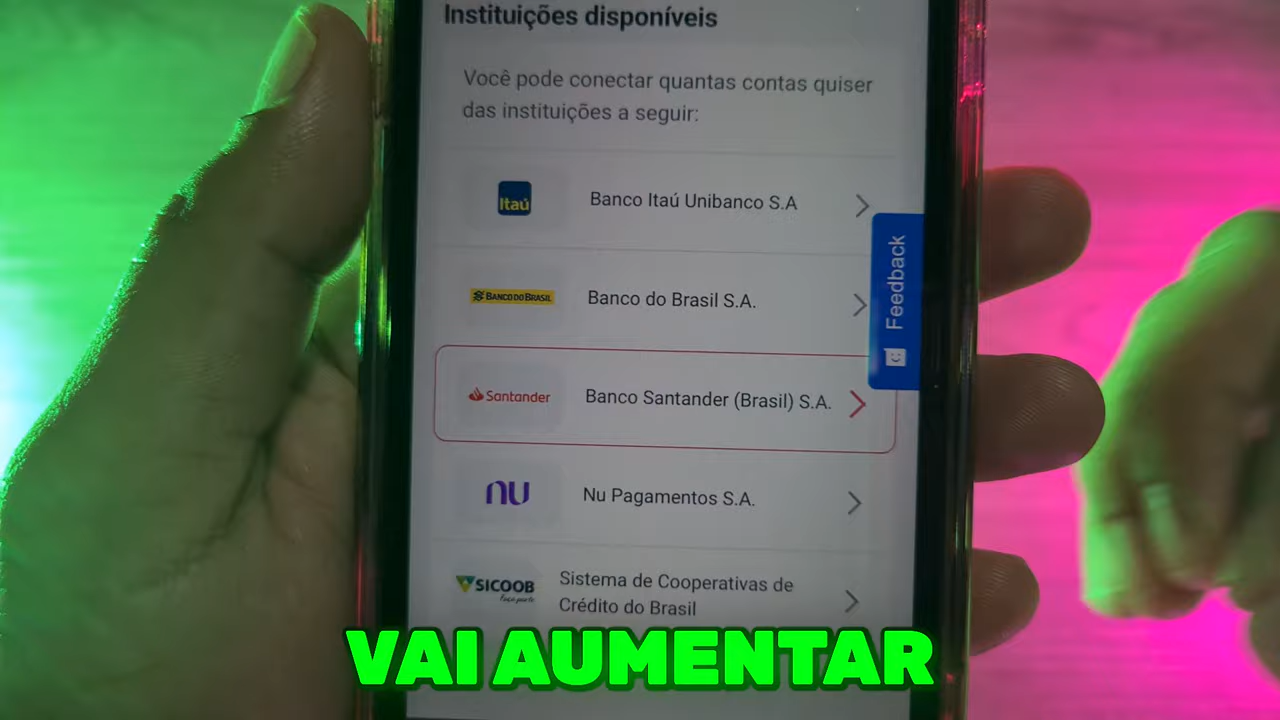 Instituições disponíveis
Você pode conectar quantas contas quiser
das instituições a seguir:
Itaú
Banco Itaú Unibanco S.A
BANCO DO BRASIL
Banco do Brasil S.A.
Feedback
Santander
Banco Santander (Brasil) S.A.
nu
Nu Pagamentos S.A.
SICOOB
Faça parte.
Sistema de Cooperativas de
Crédito do Brasil
VAI AUMENTAR